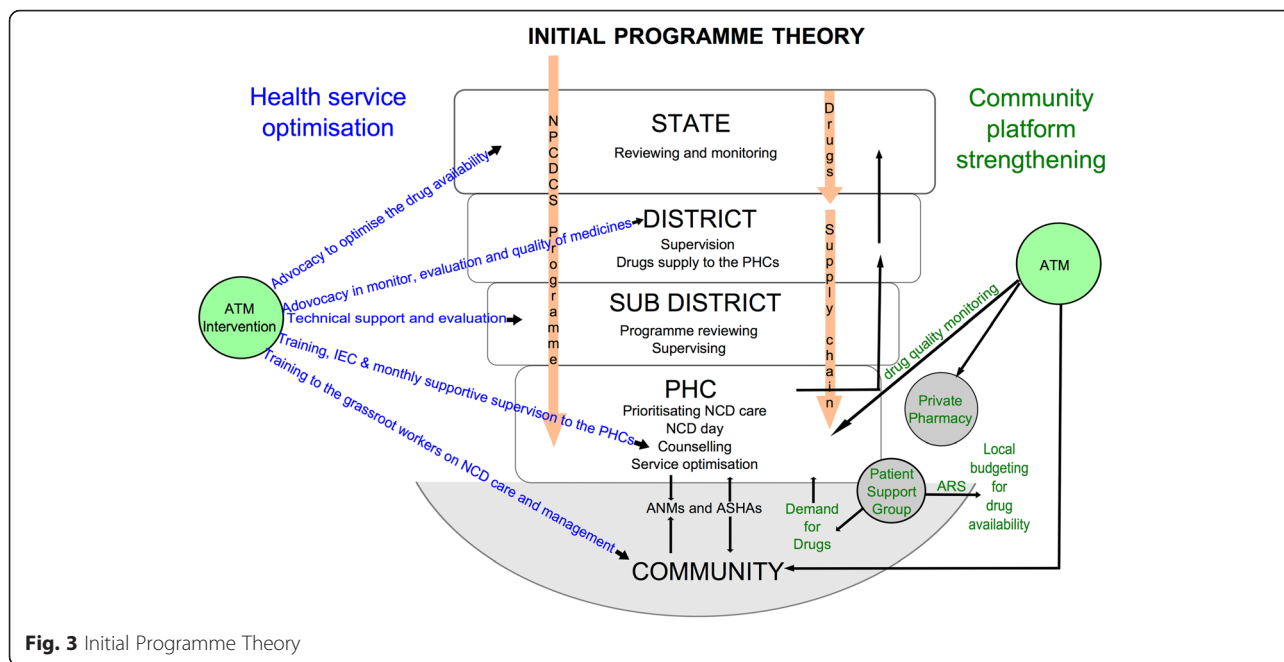 INITIAL PROGRAMME THEORY
Health service
optimisation
Community
platform
strengthening
NPCDCS Programme
Drugs
Supply chain
STATE
Reviewing and monitoring
DISTRICT
Supervision
Drugs supply to the PHCs
SUB DISTRICT
Programme reviewing
Supervising
PHC
Prioritisating NCD care
NCD day
Counselling
Service optimisation
ANMs and ASHAs
COMMUNITY
ATM
Intervention
Advocacy to optimise the drug availability
Adovocacy in monitor, evaluation and quality of medicines
Technical support and evaluation
Training, IEC & monthly supportive supervison to the PHCs
Training to the grassroot workers on NCD care and management
ATM
drug quality monitoring
Private
Pharmacy
Patient
Support
Group
ARS
Local
budgeting
for
drug
availability
Demand
for
Drugs
Fig. 3 Initial Programme Theory